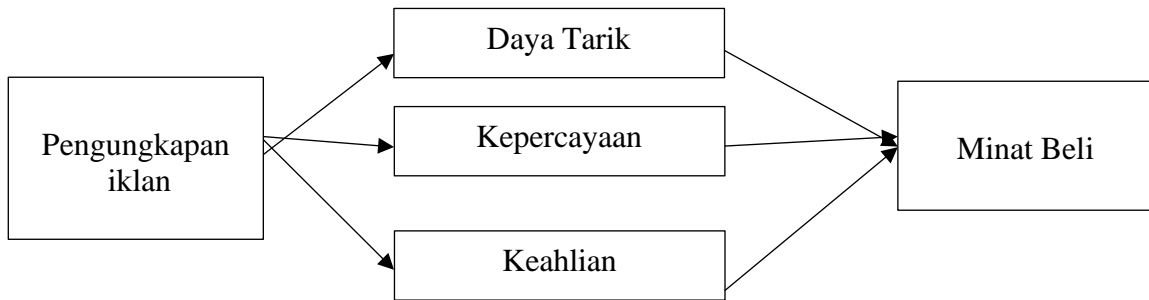 Pengungkapan
iklan
Daya Tarik
Kepercayaan
Keahlian
Minat Beli